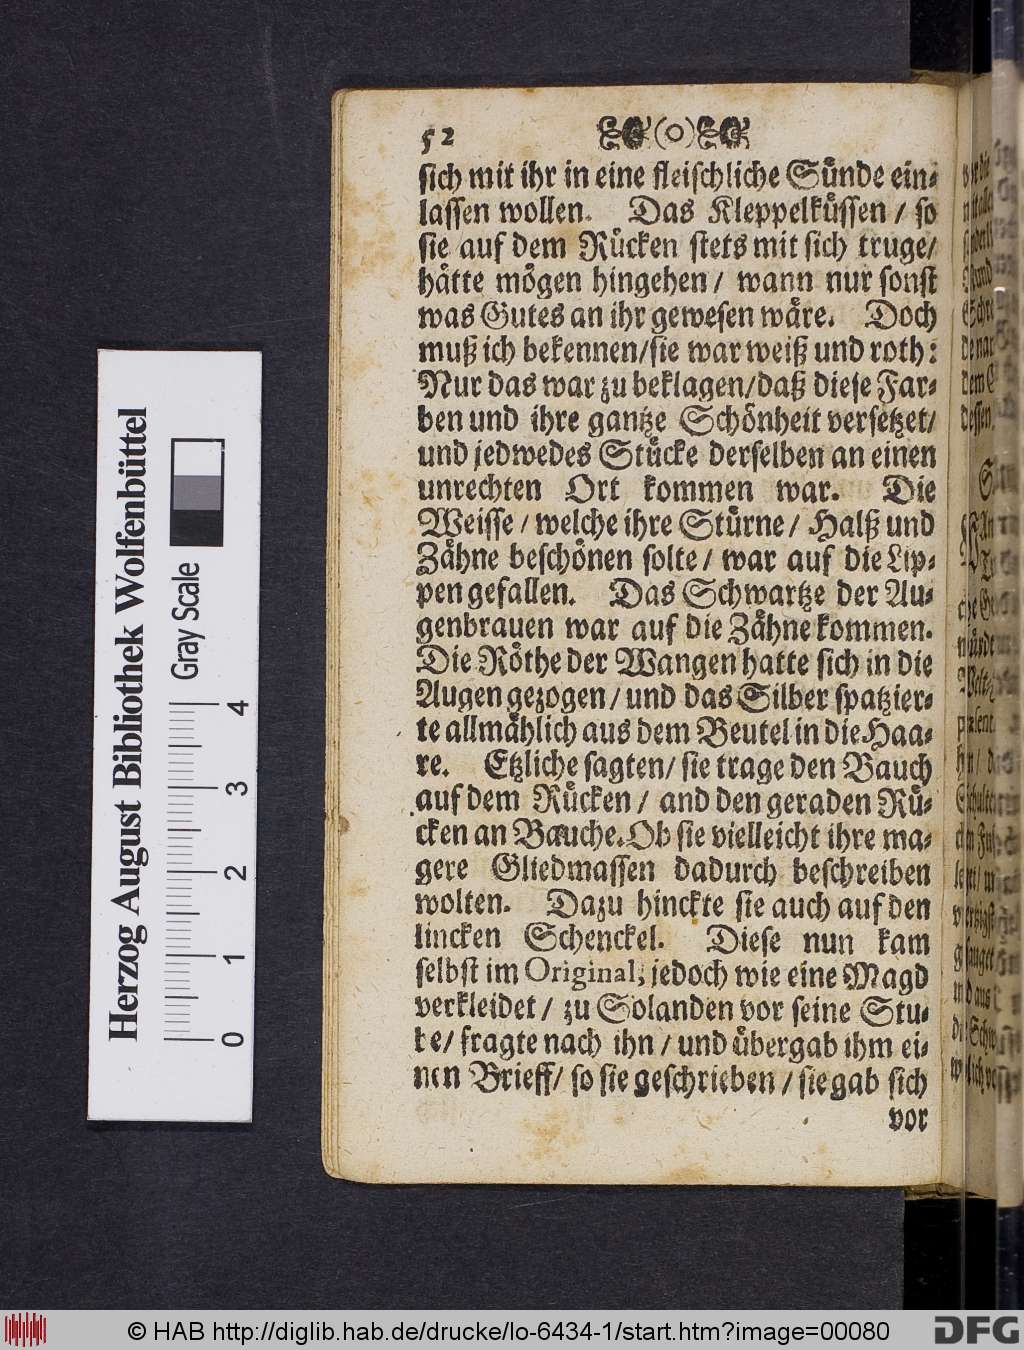 52 (o)
sich mit ihr in eine fleischliche Sünde ein-
lassen wollen. Das Kleppelküssen / so
sie auf dem Rücken stets mit sich truge/
hätte mögen hingehen / wann nur sonst
was Gutes an ihr gewesen wäre. Doch
muß ich bekennen/sie war weiß und roth:
Nur das war zu beklagen/daß diese Far-
ben und ihre gantze Schönheit versetzet/
und jedwedes Stücke derselben an einen
unrechten Ort kommen war. Die
Weisse / welche ihre Stürne / Halß und
Zähne beschönen solte / war auf die Lip-
pen gefallen. Das Schwartze der Au-
genbrauen war auf die Zähne kommen.
Die Röthe der Wangen hatte sich in die
Augen gezogen / und das Silber spatzier-
te allmählich aus dem Beutel in die Haa-
re. Etzliche sagten/ sie trage den Bauch
auf dem Rücken / and den geraden Rü-
cken an Bauche. Ob sie vielleicht ihre ma-
gere Gliedmassen dadurch beschreiben
wolten. Dazu hinckte sie auch auf den
lincken Schenckel. Diese nun kam
selbst im Original, jedoch wie eine Magd
verkleidet / zu Solanden vor seine Stu-
be/ fragte nach ihn / und übergab ihm ei-
nen Brieff/ so sie geschrieben / sie gab sich
vor
Herzog August Bibliothek Wolfenbüttel
Gray Scale
0 1 2 3 4
© HAB http://diglib.hab.de/drucke/lo-6434-1/start.htm?image=00080
DFG